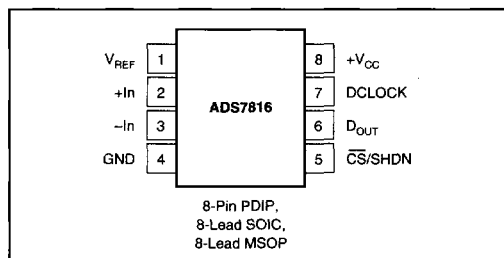 V_REF 1 8 +V_CC
+In 2 ADS7816 7 DCLOCK
–In 3 6 D_OUT
GND 4 5 C̅S̅/SHDN
8-Pin PDIP,
8-Lead SOIC,
8-Lead MSOP